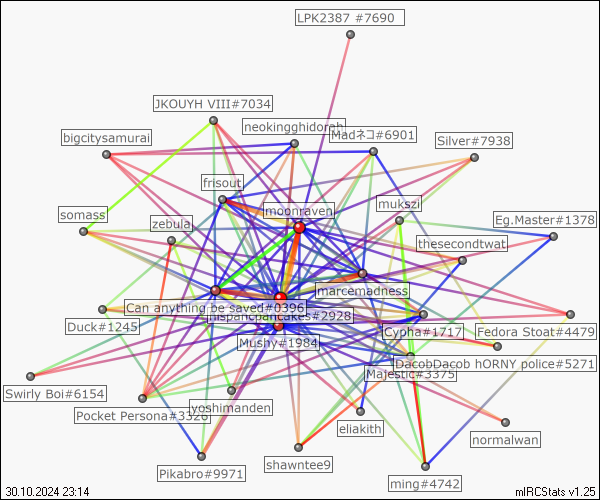 LPK2387 #7690
JKOUYH VIII#7034
neokingghidorah
Madネコ#6901
bigcitysamurai
Silver#7938
frisout
moonraven
mukszi
somass
zebula
Eg.Master#1378
thesecondtwat
marcemadness
Can anything be saved#0396
hispancpancakes#2928
Duck#1245
Cypha#1717
Fedora Stoat#4479
Mushy#1984
DacobDacob hORNY police#5271
Majestic#3375
Swirly Boi#6154
Pocket Persona#3326
yoshimanden
eliakith
normalwan
shawntee9
Pikabro#9971
ming#4742
30.10.2024 23:14
mIRCStats v1.25